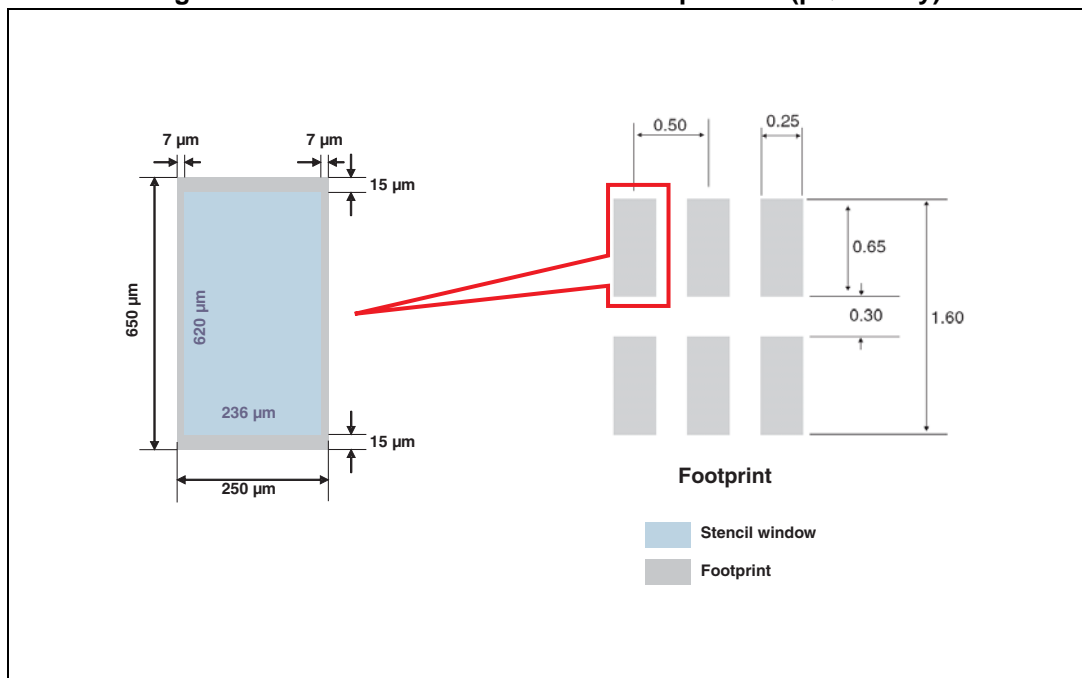 7 µm
7 µm
15 µm
650 µm
620 µm
236 µm
15 µm
250 µm
0.50
0.25
0.65
0.30
1.60
Footprint
Stencil window
Footprint